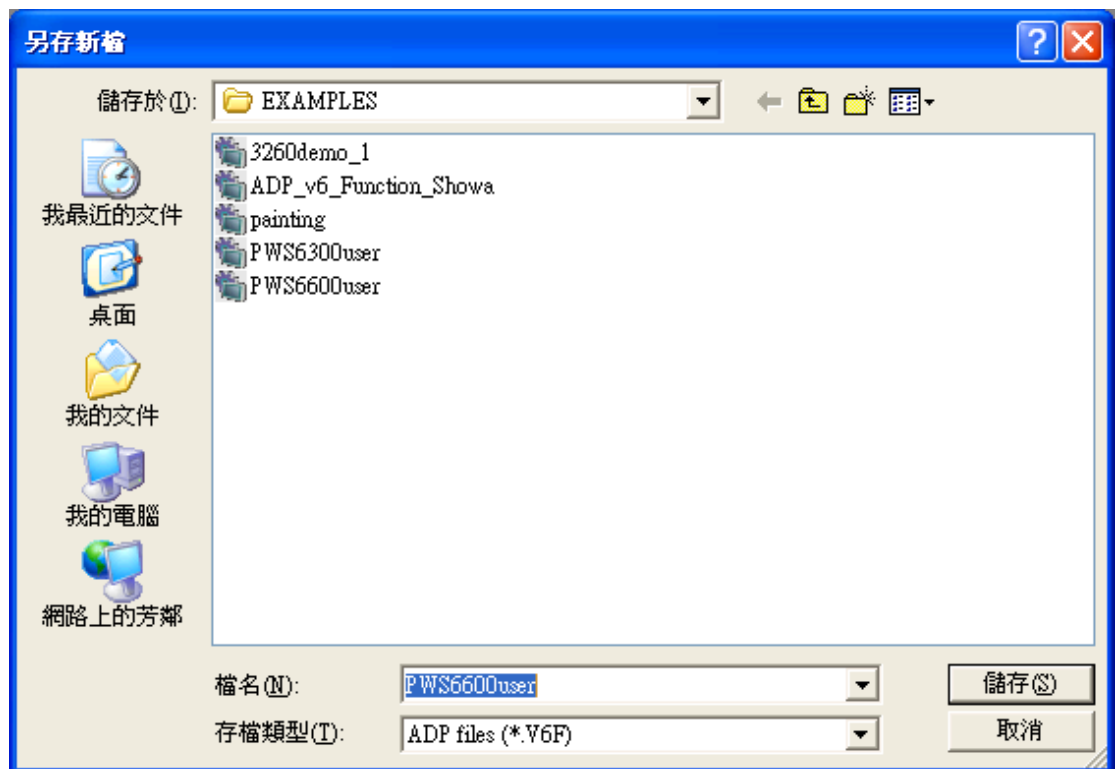 另存新檔
儲存於(I):
EXAMPLES
3260demo_1
ADP_v6_Function_Showa
painting
PWS6300user
PWS6600user
我最近的文件
桌面
我的文件
我的電腦
網路上的芳鄰
檔名(N):
PWS6600user
儲存(S)
存檔類型(T):
ADP files (*.V6F)
取消